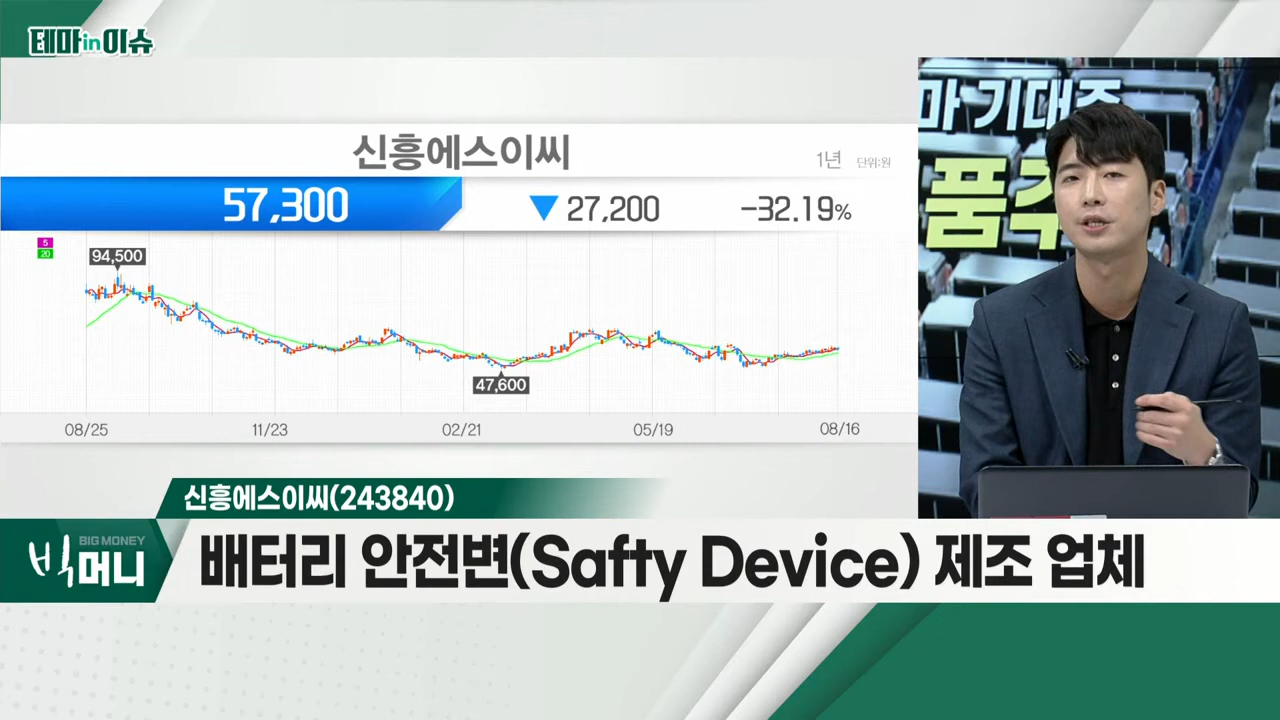 테마in이슈
마 기대주
신흥에스이씨
1년 단위:원
57,300 ▼27,200 -32.19%
5
20
94,500
47,600
08/25 11/23 02/21 05/19 08/16
신흥에스이씨(243840)
BIG MONEY
빅머니
배터리 안전변(Safty Device) 제조 업체